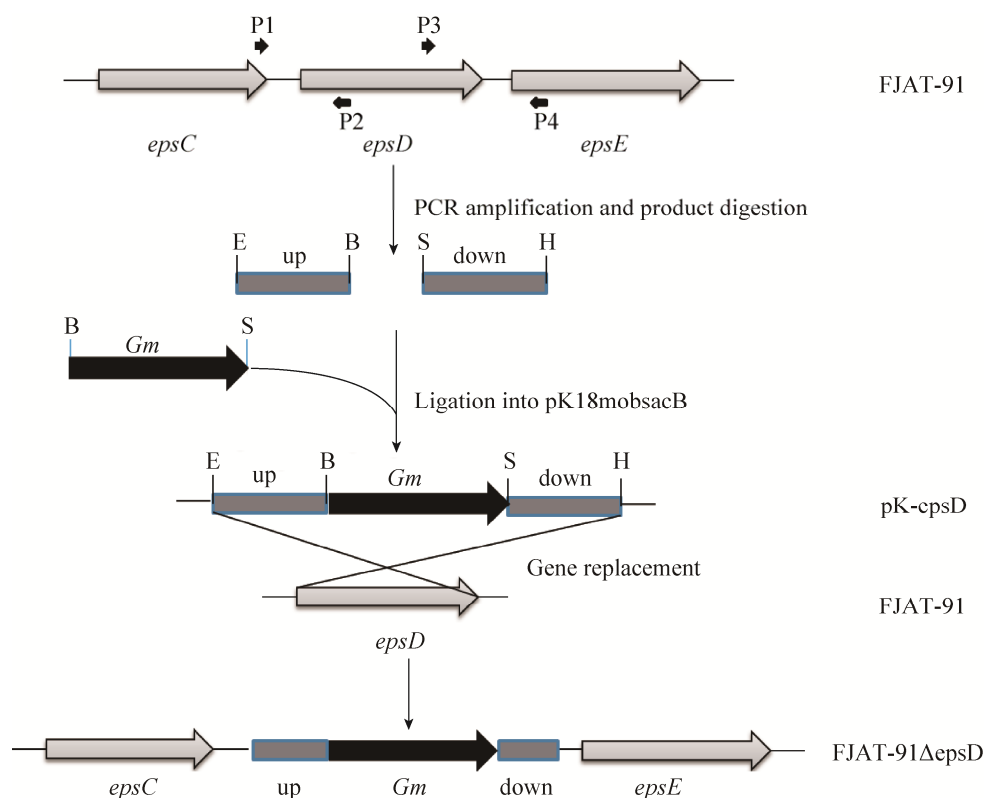 P1 P3
FJAT-91
P2 P4
epsC epsD epsE
PCR amplification and product digestion
E up B S down H
B Gm S
Ligation into pK18mobsacB
E up B Gm S down H
pK-cpsD
Gene replacement
FJAT-91
epsD
FJAT-91ΔepsD
epsC up Gm down epsE